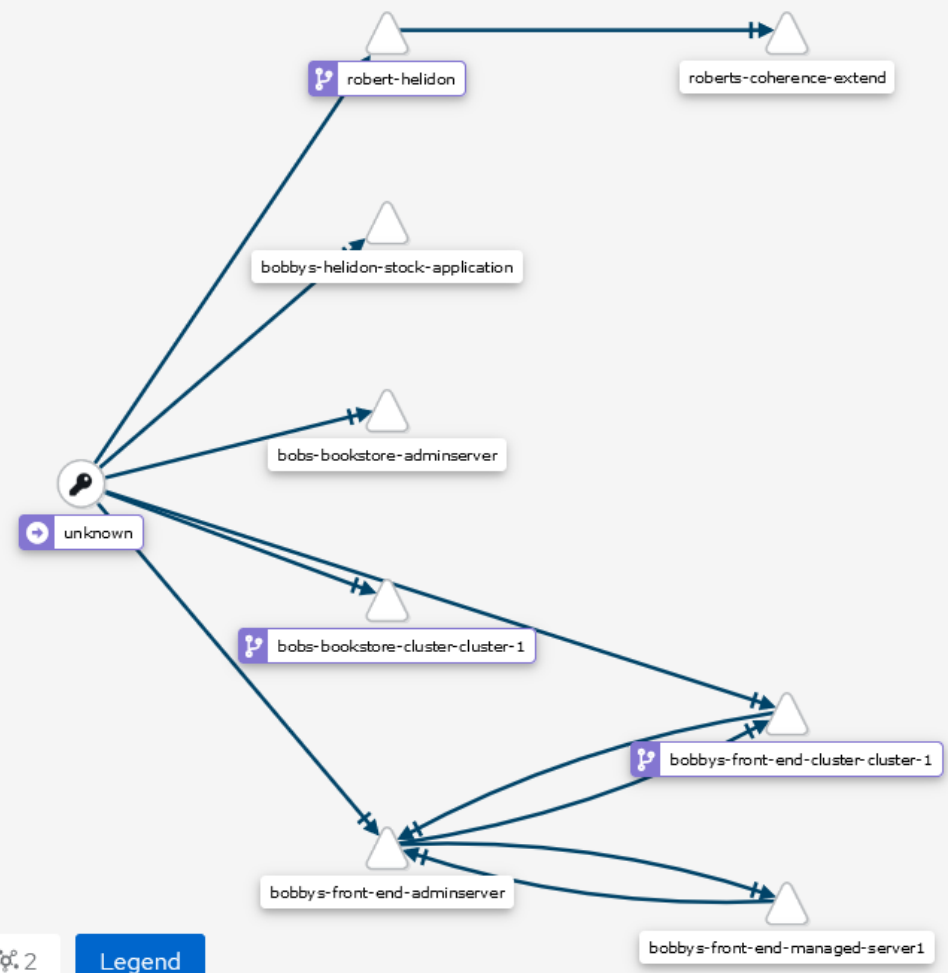 robert-helidon
roberts-coherence-extend
bobbys-helidon-stock-application
bobs-bookstore-adminserver
unknown
bobs-bookstore-cluster-cluster-1
bobbys-front-end-cluster-cluster-1
bobbys-front-end-adminserver
bobbys-front-end-managed-server1
2
Legend